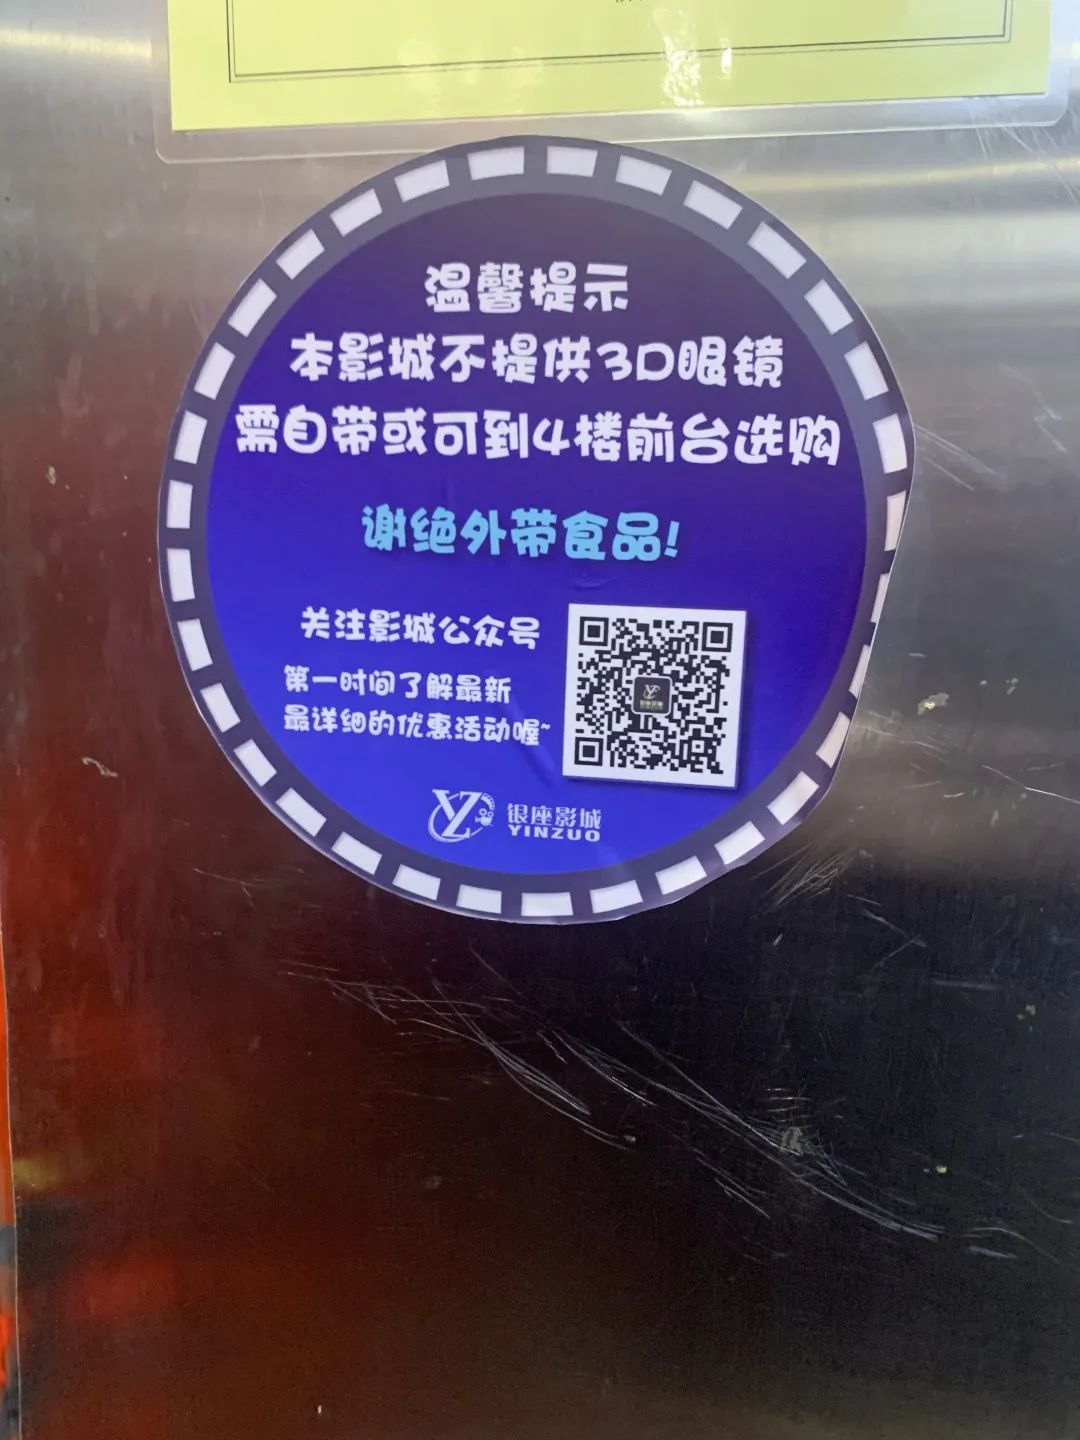 温馨提示
本影城不提供3D眼镜
需自带或可到4楼前台选购
谢绝外带食品!
关注影城公众号
第一时间了解最新
最详细的优惠活动喔~
YZ
银座影城
YINZUO